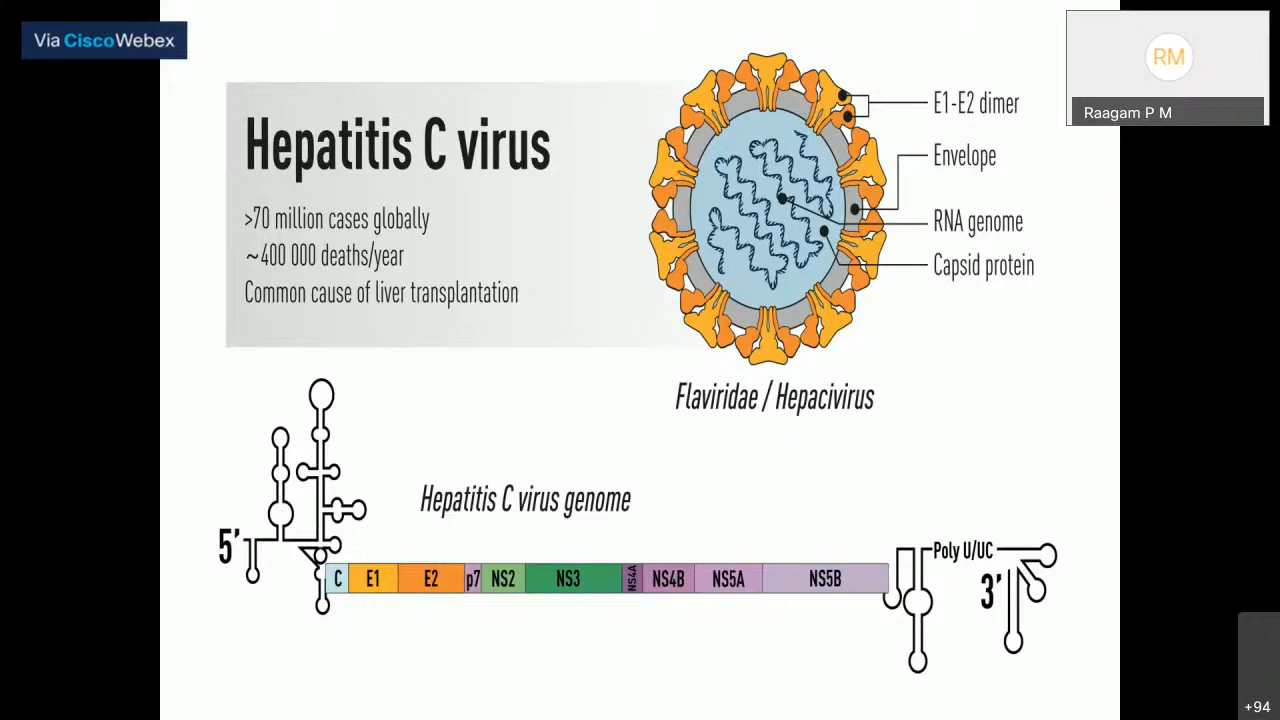 Via CiscoWebex
RM
Raagam P M
Hepatitis C virus
>70 million cases globally
~400 000 deaths/year
Common cause of liver transplantation
E1-E2 dimer
Envelope
RNA genome
Capsid protein
Flaviridae / Hepacivirus
Hepatitis C virus genome
5’
C E1 E2 p7 NS2 NS3 NS4A NS4B NS5A NS5B
Poly U/UC
3’
+94